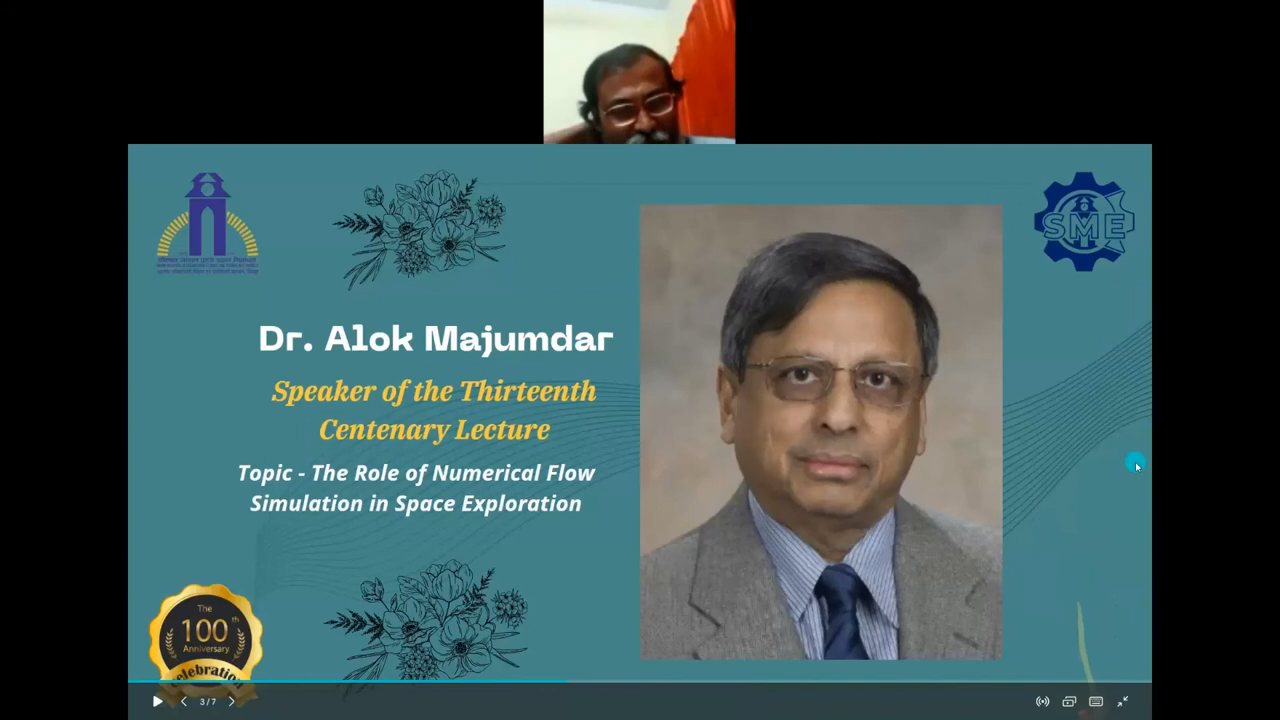 SME
Dr. Alok Majumdar
Speaker of the Thirteenth
Centenary Lecture
Topic - The Role of Numerical Flow
Simulation in Space Exploration
The
100th
Anniversary
Celebration
3/7